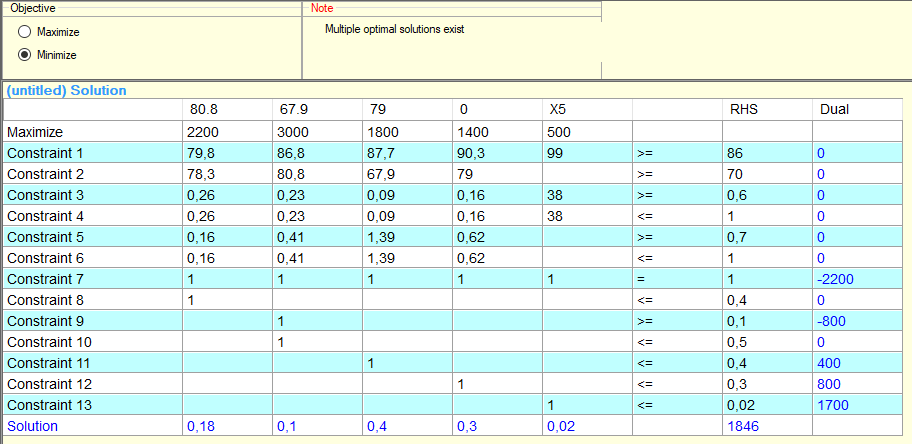 Objective Note
Maximize Multiple optimal solutions exist
Minimize
(untitled) Solution
80.8 67.9 79 0 X5 RHS Dual
Maximize 2200 3000 1800 1400 500
Constraint 1 79,8 86,8 87,7 90,3 99 >= 86 0
Constraint 2 78,3 80,8 67,9 79 >= 70 0
Constraint 3 0,26 0,23 0,09 0,16 38 >= 0,6 0
Constraint 4 0,26 0,23 0,09 0,16 38 <= 1 0
Constraint 5 0,16 0,41 1,39 0,62 >= 0,7 0
Constraint 6 0,16 0,41 1,39 0,62 <= 1 0
Constraint 7 1 1 1 1 1 = 1 -2200
Constraint 8 1 <= 0,4 0
Constraint 9 1 >= 0,1 -800
Constraint 10 1 <= 0,5 0
Constraint 11 1 <= 0,4 400
Constraint 12 1 <= 0,3 800
Constraint 13 1 <= 0,02 1700
Solution 0,18 0,1 0,4 0,3 0,02 1846